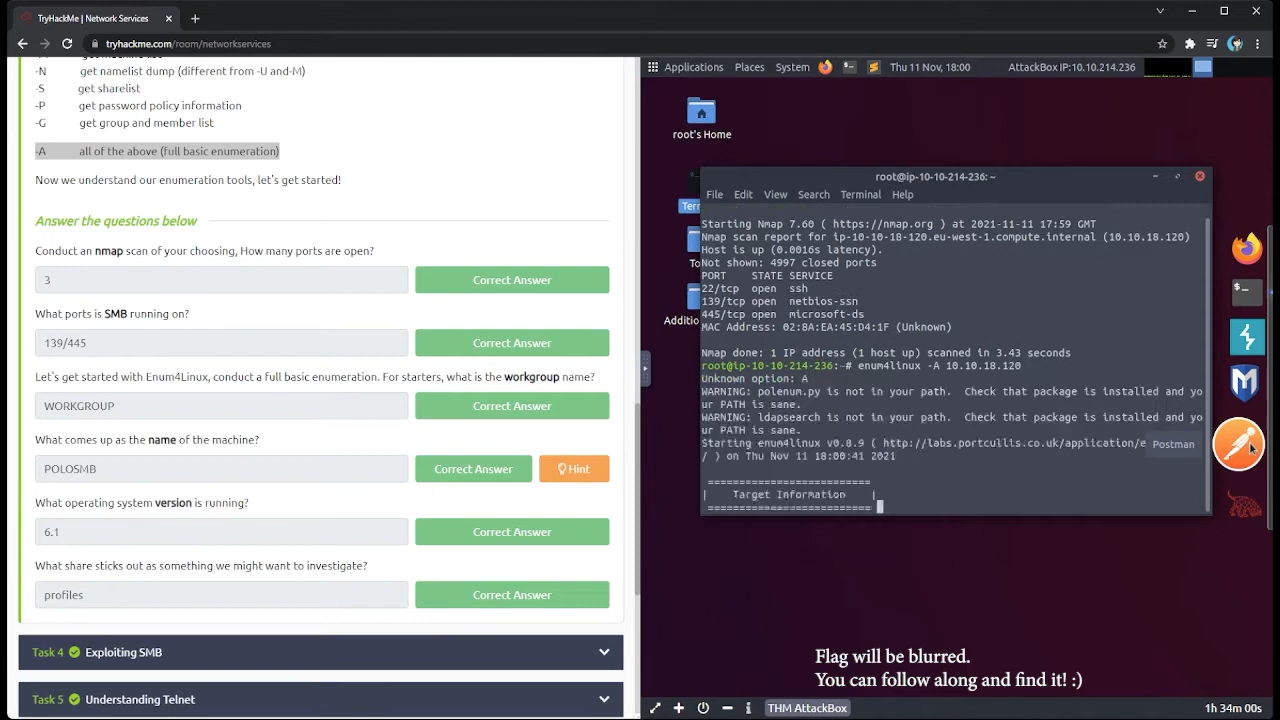 TryHackMe | Network Services
tryhackme.com/room/networkservices
-N get namelist dump (different from -U and-M)
-S get sharelist
-P get password policy information
-G get group and member list
-A all of the above (full basic enumeration)
Now we understand our enumeration tools, let's get started!
Answer the questions below
Conduct an nmap scan of your choosing, How many ports are open?
3
Correct Answer
What ports is SMB running on?
139/445
Correct Answer
Let's get started with Enum4Linux, conduct a full basic enumeration. For starters, what is the workgroup name?
WORKGROUP
Correct Answer
What comes up as the name of the machine?
POLOSMB
Correct Answer
Hint
What operating system version is running?
6.1
Correct Answer
What share sticks out as something we might want to investigate?
profiles
Correct Answer
Task 4 Exploiting SMB
Task 5 Understanding Telnet
Applications Places System Thu 11 Nov, 18:00 AttackBox IP:10.10.214.236
root's Home
Terr
To
Addition
root@ip-10-10-214-236:~
File Edit View Search Terminal Help
Starting Nmap 7.60 ( https://nmap.org ) at 2021-11-11 17:59 GMT
Nmap scan report for ip-10-10-18-120.eu-west-1.compute.internal (10.10.18.120)
Host is up (0.0016s latency).
Not shown: 4997 closed ports
PORT STATE SERVICE
22/tcp open ssh
139/tcp open netbios-ssn
445/tcp open microsoft-ds
MAC Address: 02:8A:EA:45:D4:1F (Unknown)
Nmap done: 1 IP address (1 host up) scanned in 3.43 seconds
root@ip-10-10-214-236:~# enum4linux -A 10.10.18.120
Unknown option: A
WARNING: polenum.py is not in your path. Check that package is installed and yo
ur PATH is sane.
WARNING: ldapsearch is not in your path. Check that package is installed and yo
ur PATH is sane.
Starting enum4linux v0.8.9 ( http://labs.portcullis.co.uk/application/e
/ ) on Thu Nov 11 18:00:41 2021
=========================
| Target Information |
=========================
Postman
Flag will be blurred.
You can follow along and find it! :)
THM AttackBox
1h 34m 00s